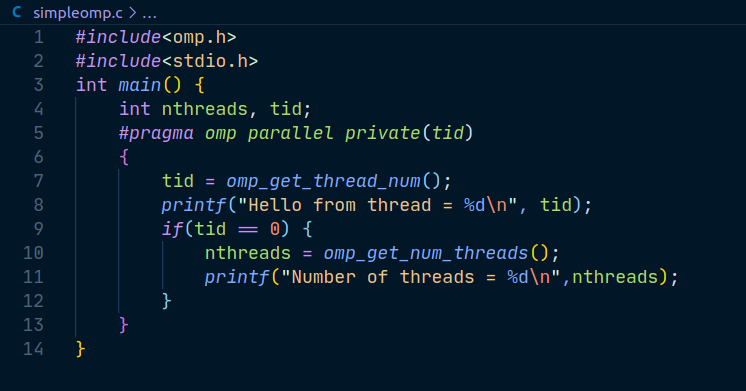 C simpleomp.c > ...
1 #include<omp.h>
2 #include<stdio.h>
3 int main() {
4     int nthreads, tid;
5     #pragma omp parallel private(tid)
6     {
7         tid = omp_get_thread_num();
8         printf("Hello from thread = %d\n", tid);
9         if(tid == 0) {
10             nthreads = omp_get_num_threads();
11             printf("Number of threads = %d\n",nthreads);
12         }
13     }
14 }